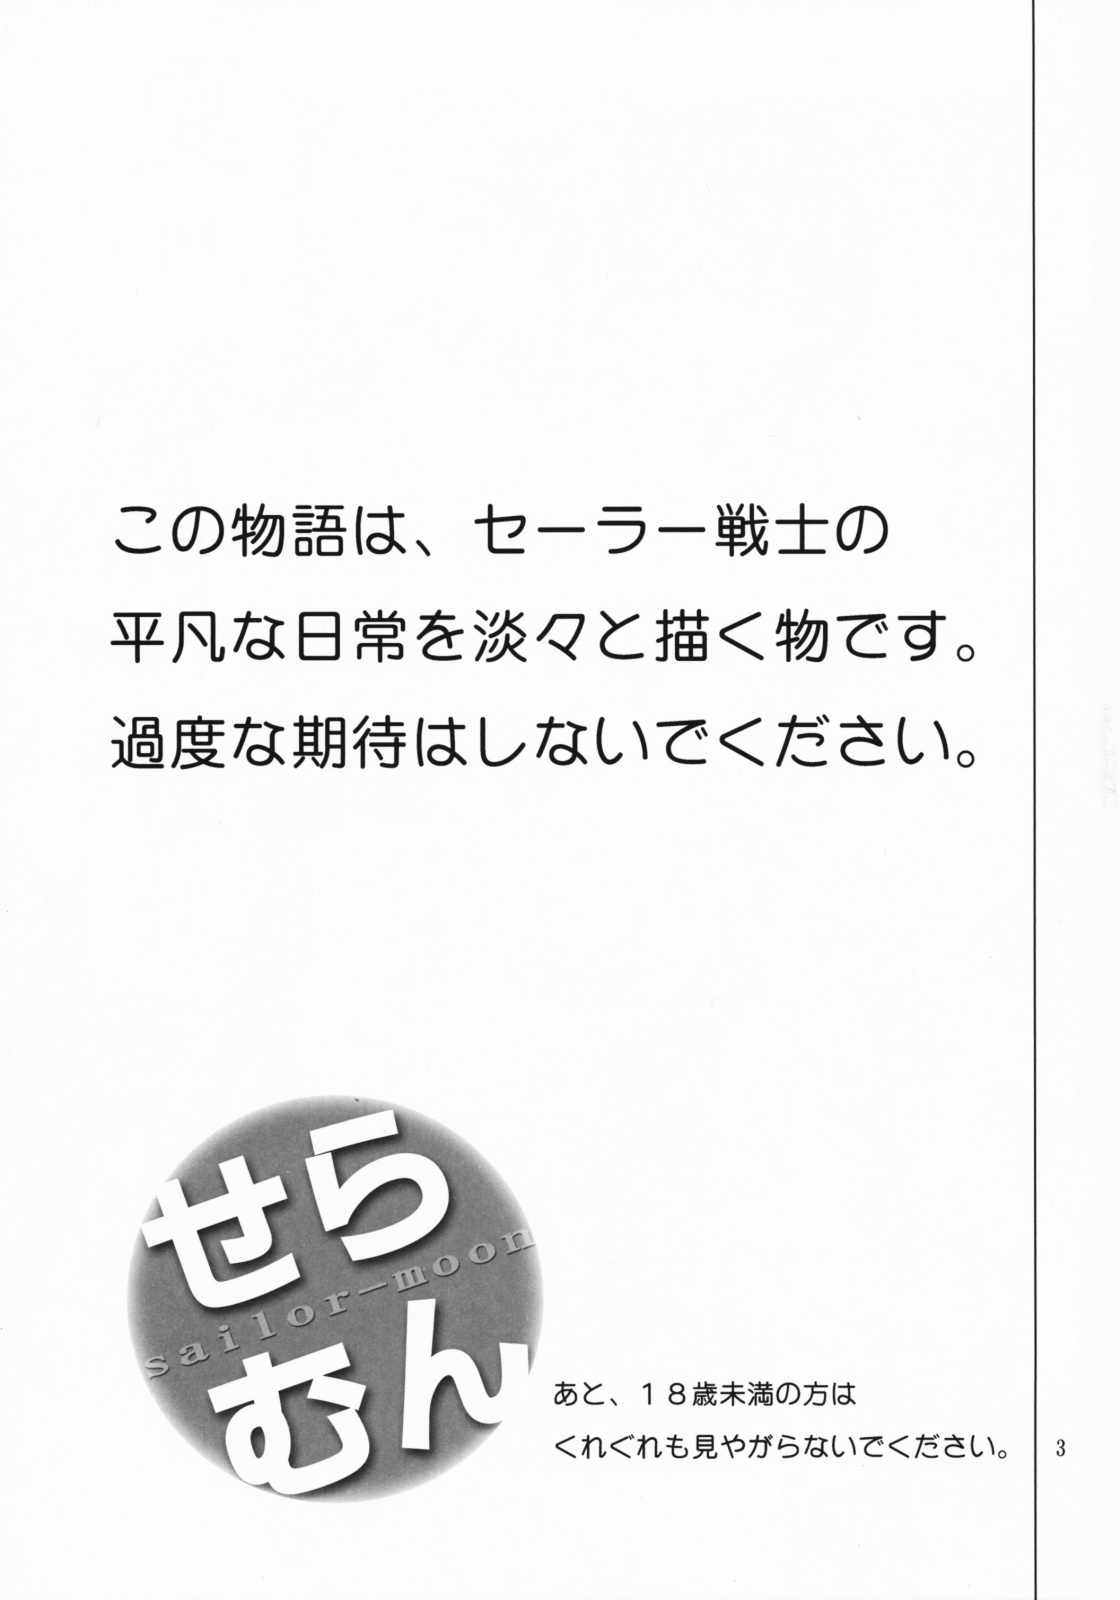 この物語は、セーラー戦士の
平凡な日常を淡々と描く物です。
過度な期待はしないでください。
せら
sailor-moon
むん
あと、１８歳未満の方は
くれぐれも見やがらないでください。
3